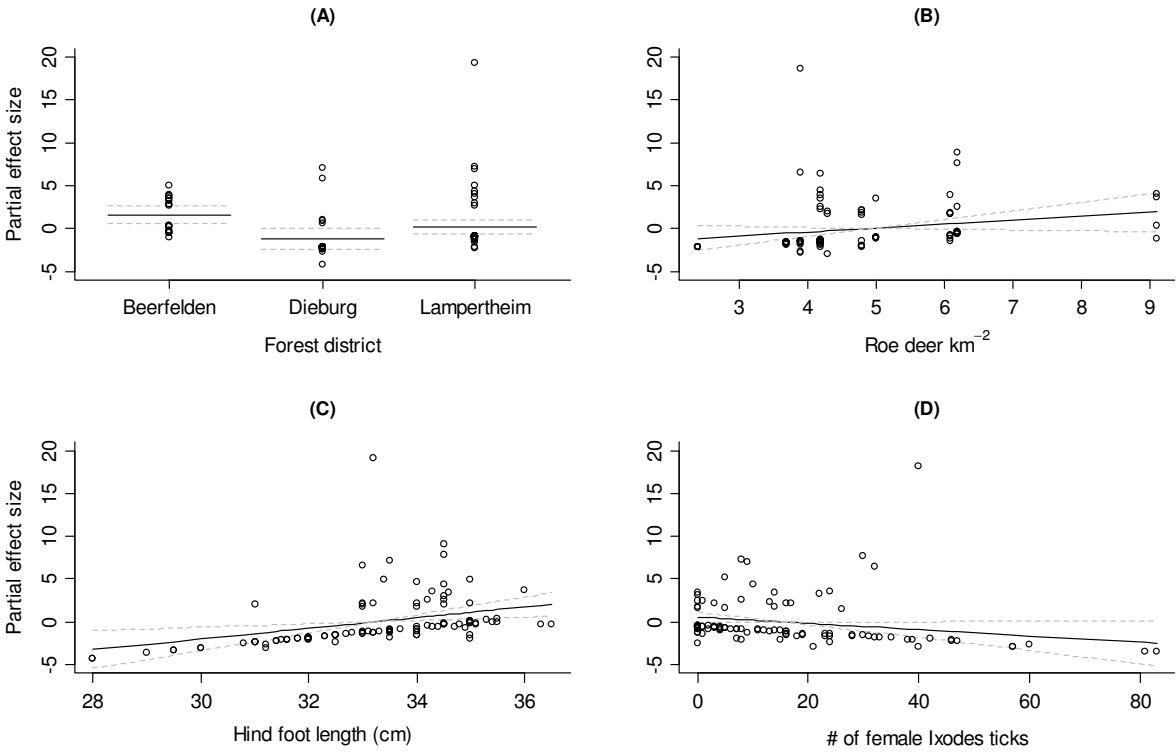 (A)
Partial effect size
20
15
10
5
0
-5
Beerfelden Dieburg Lampertheim
Forest district
(B)
20
15
10
5
0
-5
3 4 5 6 7 8 9
Roe deer km⁻²
(C)
Partial effect size
20
15
10
5
0
-5
28 30 32 34 36
Hind foot length (cm)
(D)
20
15
10
5
0
-5
0 20 40 60 80
# of female Ixodes ticks